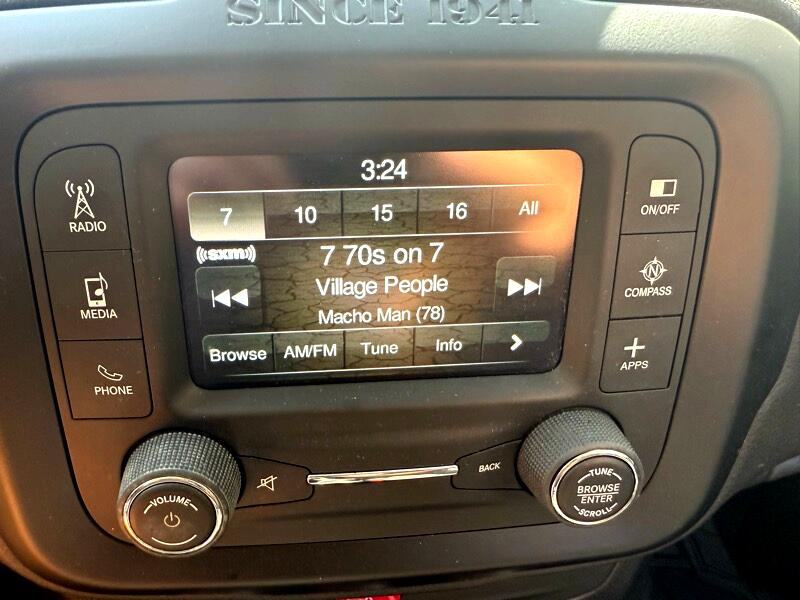 SINCE 1941
3:24
7 10 15 16 All
((sxm)) 7 70s on 7
Village People
Macho Man (78)
Browse AM/FM Tune Info >
RADIO
MEDIA
PHONE
ON/OFF
N
COMPASS
APPS
VOLUME
BACK
TUNE
BROWSE
ENTER
SCROLL